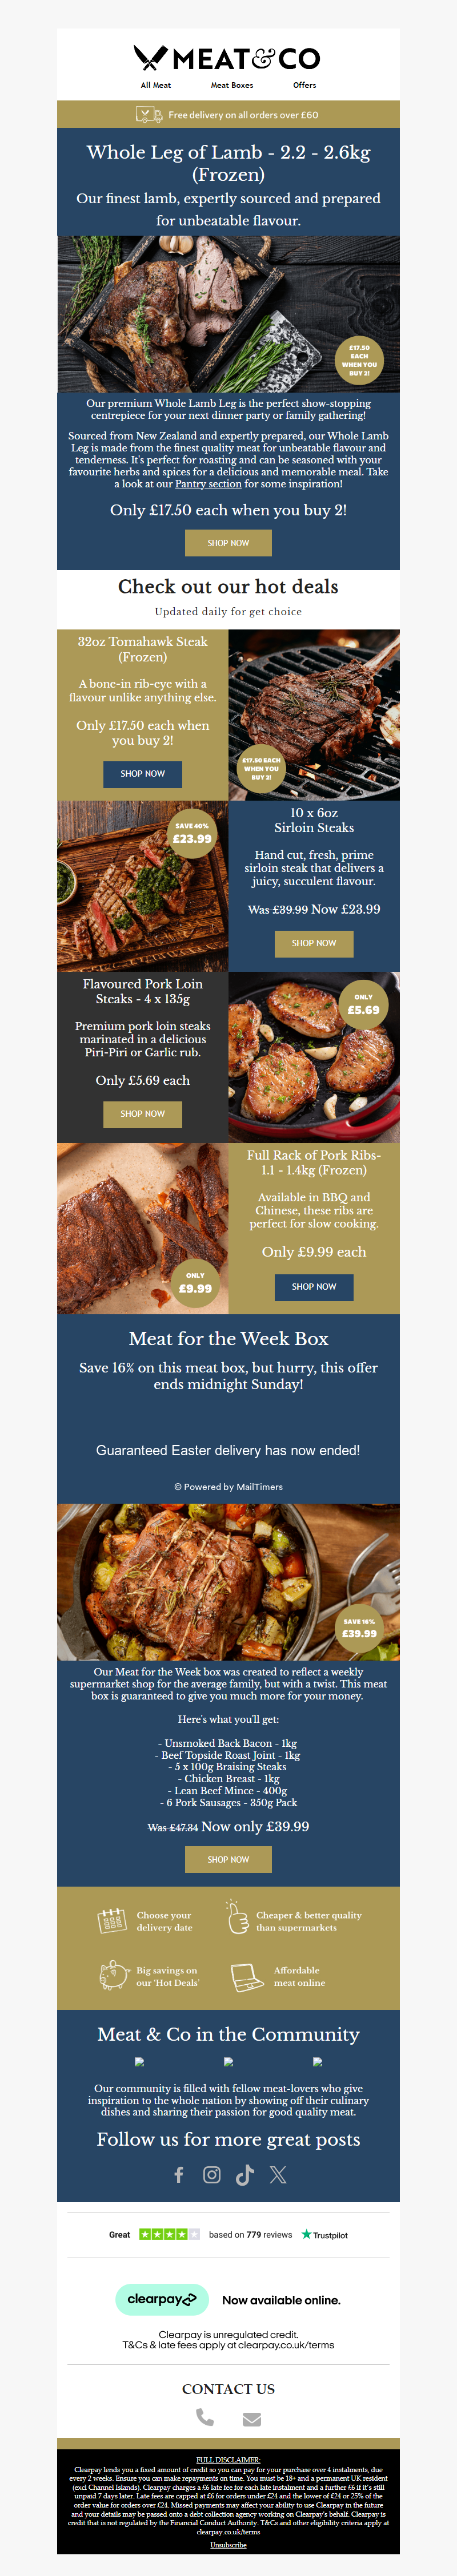 MEAT&CO
All Meat Meat Boxes Offers
Free delivery on all orders over £60
Whole Leg of Lamb - 2.2 - 2.6kg
(Frozen)
Our finest lamb, expertly sourced and prepared
for unbeatable flavour.
£17.50
EACH
WHEN YOU
BUY 2!
Our premium Whole Lamb Leg is the perfect show-stopping
centrepiece for your next dinner party or family gathering!
Sourced from New Zealand and expertly prepared, our Whole Lamb
Leg is made from the finest quality meat for unbeatable flavour and
tenderness. It's perfect for roasting and can be seasoned with your
favourite herbs and spices for a delicious and memorable meal. Take
a look at our Pantry section for some inspiration!
Only £17.50 each when you buy 2!
SHOP NOW
Check out our hot deals
Updated daily for get choice
32oz Tomahawk Steak
(Frozen)
A bone-in rib-eye with a
flavour unlike anything else.
Only £17.50 each when
you buy 2!
SHOP NOW
£17.50 EACH
WHEN YOU
BUY 2!
SAVE 40%
£23.99
10 x 6oz
Sirloin Steaks
Hand cut, fresh, prime
sirloin steak that delivers a
juicy, succulent flavour.
Was £39.99 Now £23.99
SHOP NOW
Flavoured Pork Loin
Steaks - 4 x 135g
Premium pork loin steaks
marinated in a delicious
Piri-Piri or Garlic rub.
Only £5.69 each
SHOP NOW
ONLY
£5.69
ONLY
£9.99
Full Rack of Pork Ribs-
1.1 - 1.4kg (Frozen)
Available in BBQ and
Chinese, these ribs are
perfect for slow cooking.
Only £9.99 each
SHOP NOW
Meat for the Week Box
Save 16% on this meat box, but hurry, this offer
ends midnight Sunday!
Guaranteed Easter delivery has now ended!
© Powered by MailTimers
SAVE 16%
£39.99
Our Meat for the Week box was created to reflect a weekly
supermarket shop for the average family, but with a twist. This meat
box is guaranteed to give you much more for your money.
Here's what you'll get:
- Unsmoked Back Bacon - 1kg
- Beef Topside Roast Joint - 1kg
- 5 x 100g Braising Steaks
- Chicken Breast - 1kg
- Lean Beef Mince - 400g
- 6 Pork Sausages - 350g Pack
Was £47.34 Now only £39.99
SHOP NOW
Choose your
delivery date
Cheaper & better quality
than supermarkets
Big savings on
our 'Hot Deals'
Affordable
meat online
Meat & Co in the Community
Our community is filled with fellow meat-lovers who give
inspiration to the whole nation by showing off their culinary
dishes and sharing their passion for good quality meat.
Follow us for more great posts
Great based on 779 reviews Trustpilot
clearpay Now available online.
Clearpay is unregulated credit.
T&Cs & late fees apply at clearpay.co.uk/terms
CONTACT US
FULL DISCLAIMER:
Clearpay lends you a fixed amount of credit so you can pay for your purchase over 4 instalments, due
every 2 weeks. Ensure you can make repayments on time. You must be 18+ and a permanent UK resident
(excl Channel Islands). Clearpay charges a £6 late fee for each late instalment and a further £6 if it's still
unpaid 7 days later. Late fees are capped at £6 for orders under £24 and the lower of £24 or 25% of the
order value for orders over £24. Missed payments may affect your ability to use Clearpay in the future
and your details may be passed onto a debt collection agency working on Clearpay's behalf. Clearpay is
credit that is not regulated by the Financial Conduct Authority. T&Cs and other eligibility criteria apply at
clearpay.co.uk/terms
Unsubscribe